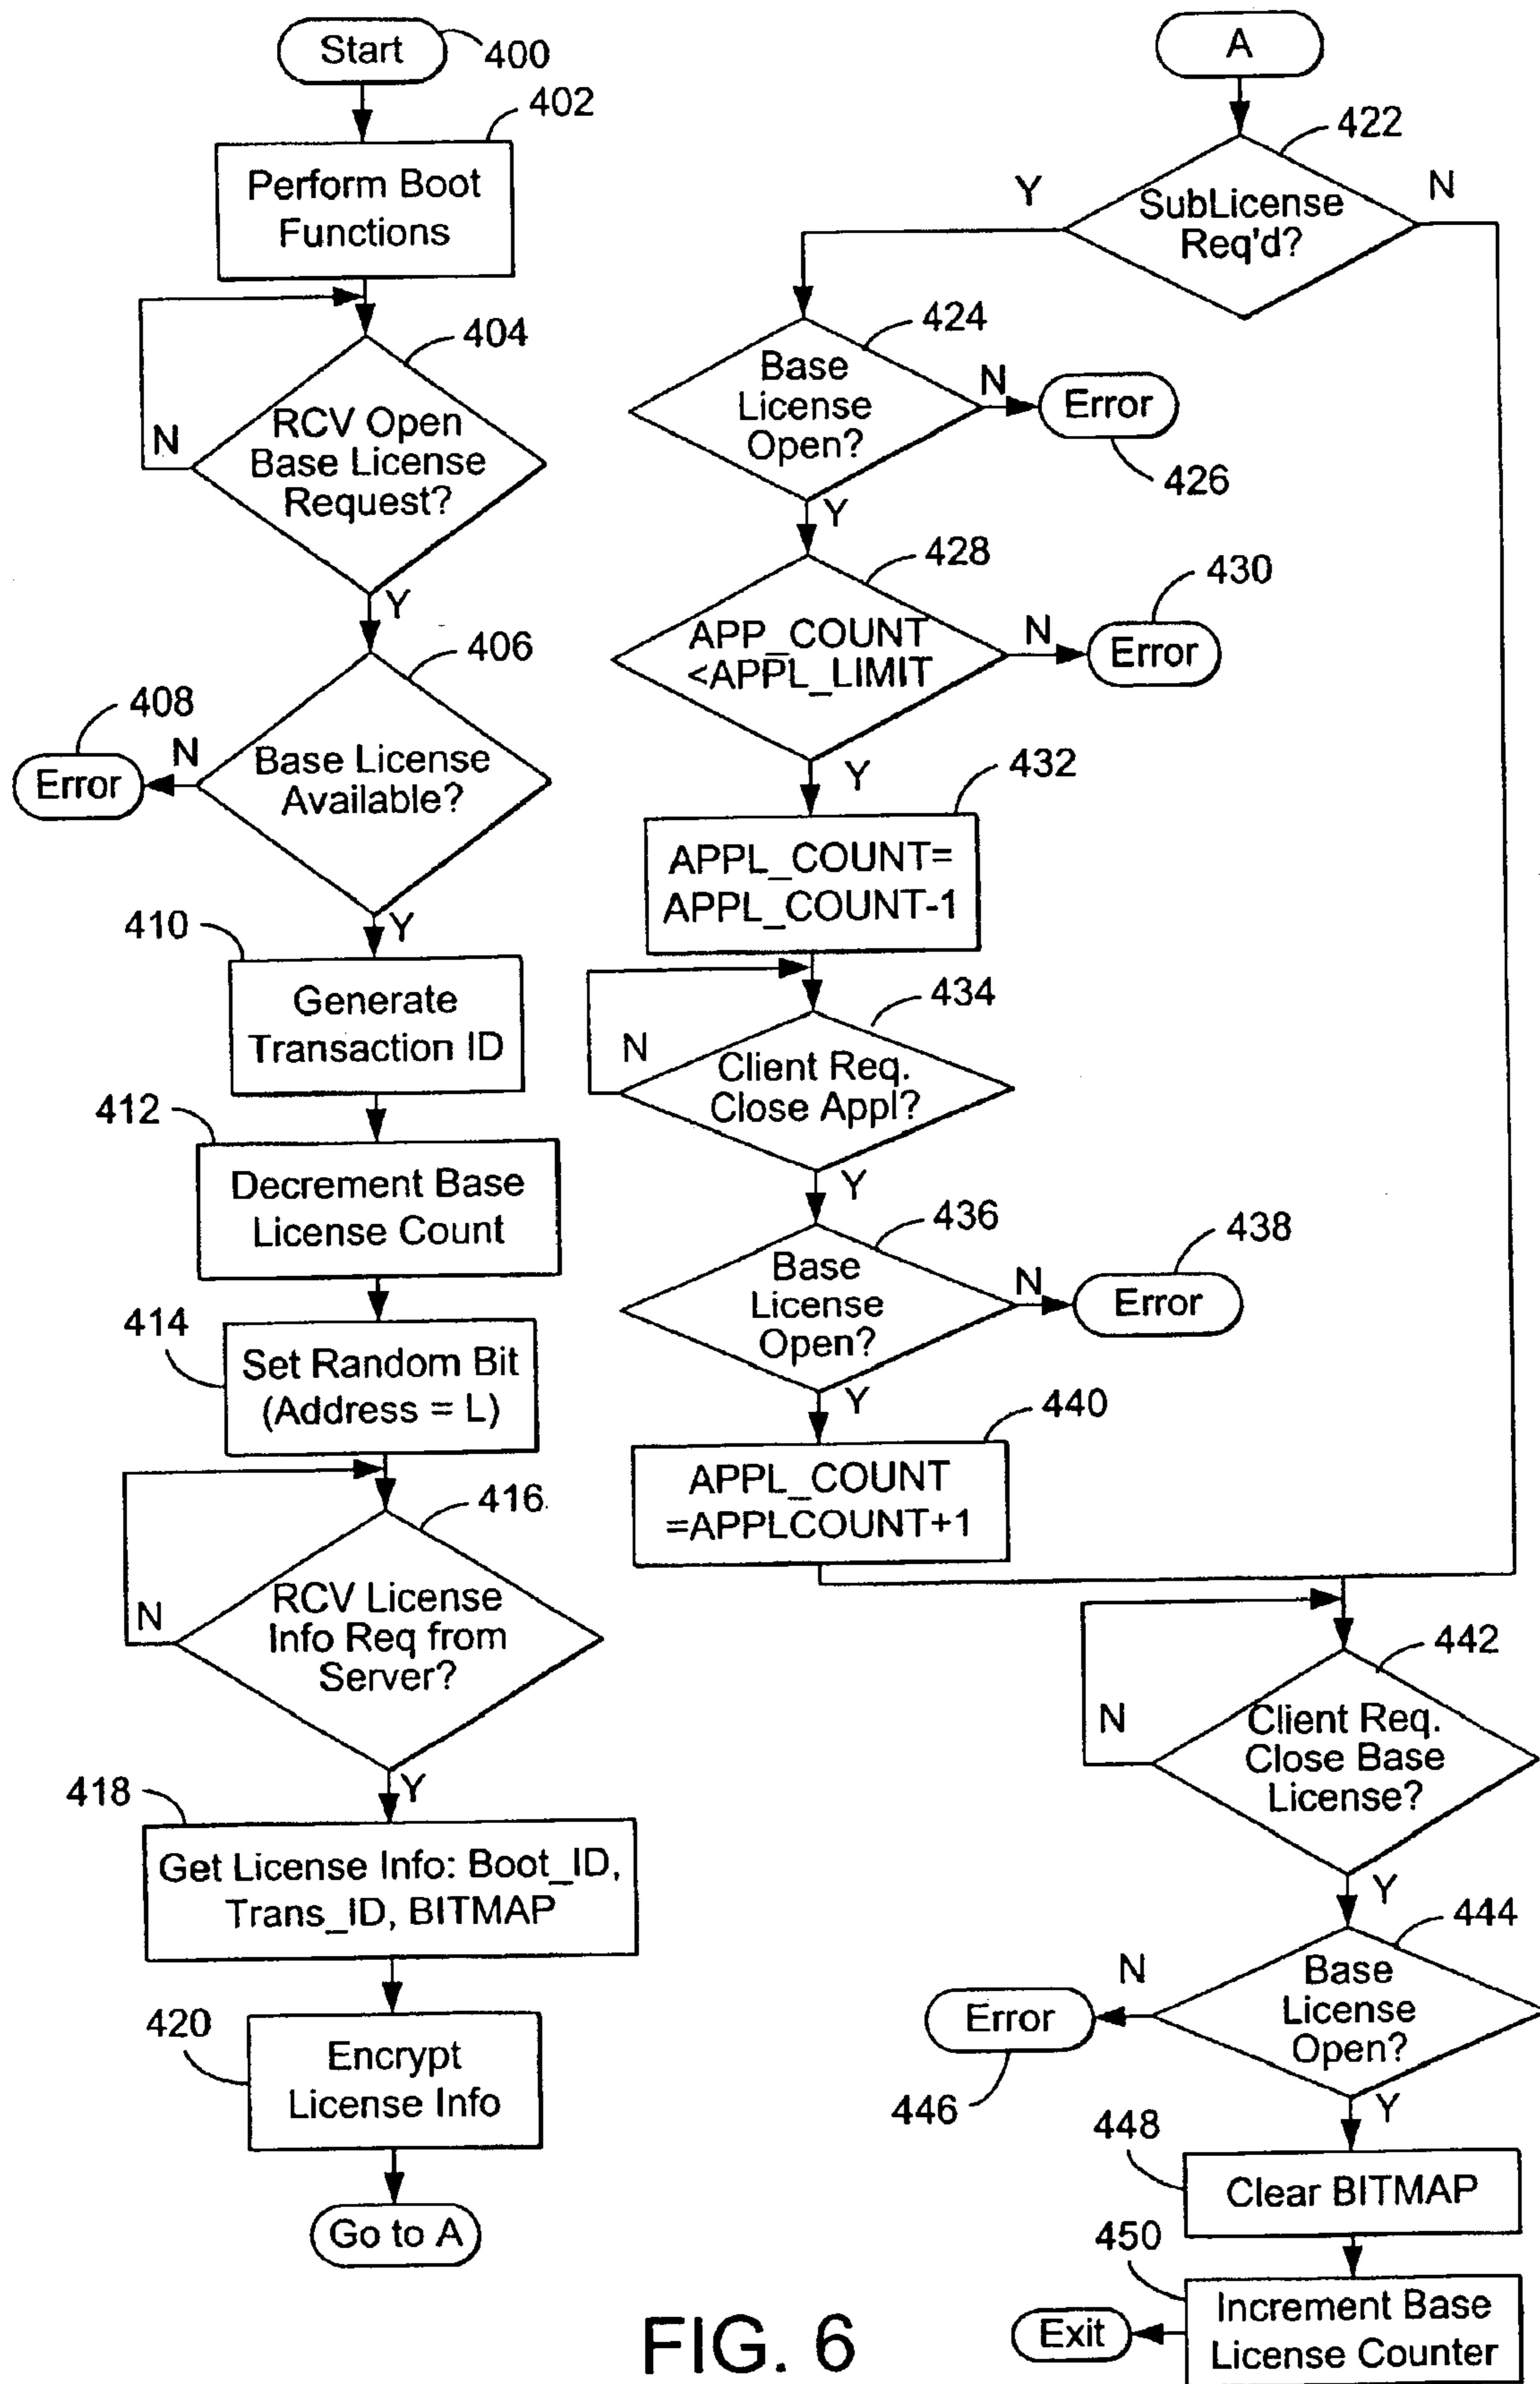 Start
400
402
Perform Boot
Functions
404
RCV Open
Base License
Request?
N
Y
406
408
Error
N
Base License
Available?
Y
410
Generate
Transaction ID
412
Decrement Base
License Count
414
Set Random Bit
(Address = L)
416
RCV License
Info Req from
Server?
N
Y
418
Get License Info: Boot_ID,
Trans_ID, BITMAP
420
Encrypt
License Info
Go to A
A
422
Y
SubLicense
Req'd?
N
424
Base
License
Open?
N
Error
426
Y
428
APP_COUNT
<APPL_LIMIT
N
430
Error
Y
432
APPL_COUNT=
APPL_COUNT-1
434
N
Client Req.
Close Appl?
Y
436
Base
License
Open?
N
438
Error
Y
440
APPL_COUNT
=APPLCOUNT+1
442
N
Client Req.
Close Base
License?
Y
444
N
Base
License
Open?
Error
446
Y
448
Clear BITMAP
450
Increment Base
License Counter
Exit
FIG. 6